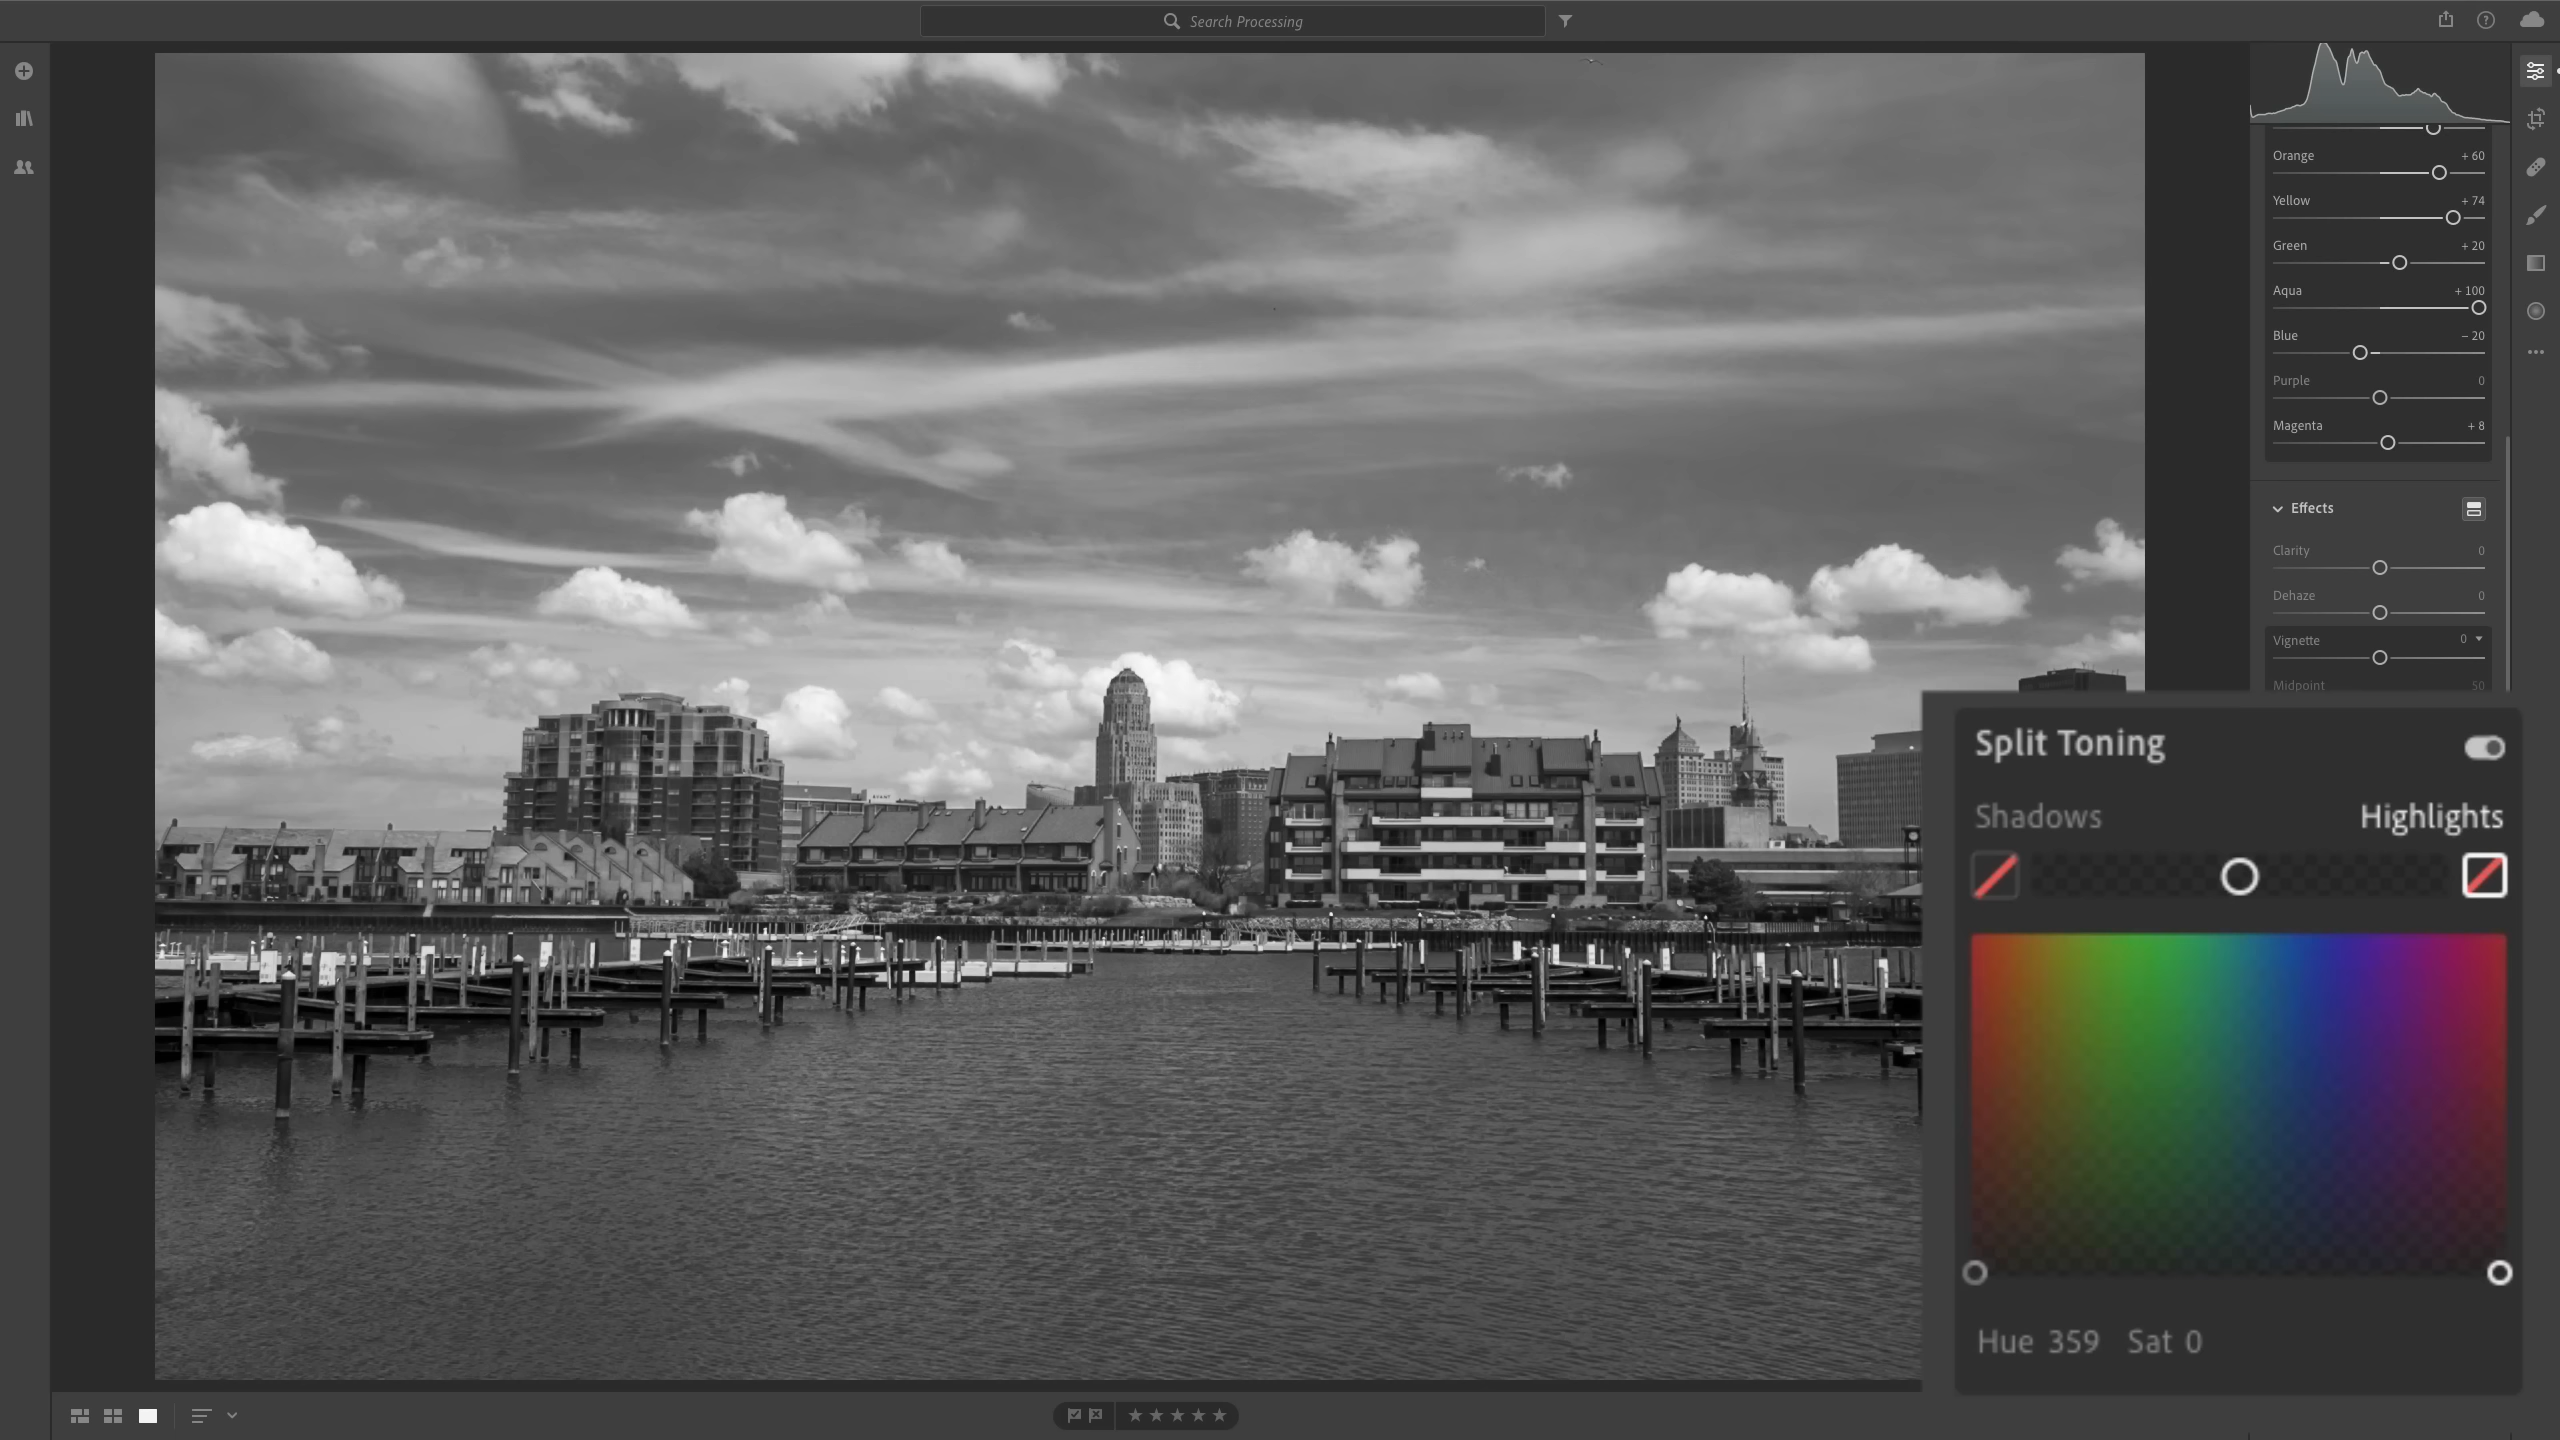 Search Processing
Orange + 60
Yellow + 74
Green + 20
Aqua + 100
Blue – 20
Purple 0
Magenta + 8
Effects
Clarity 0
Dehaze 0
Vignette 0
Midpoint 50
Split Toning
Shadows Highlights
Hue 359 Sat 0